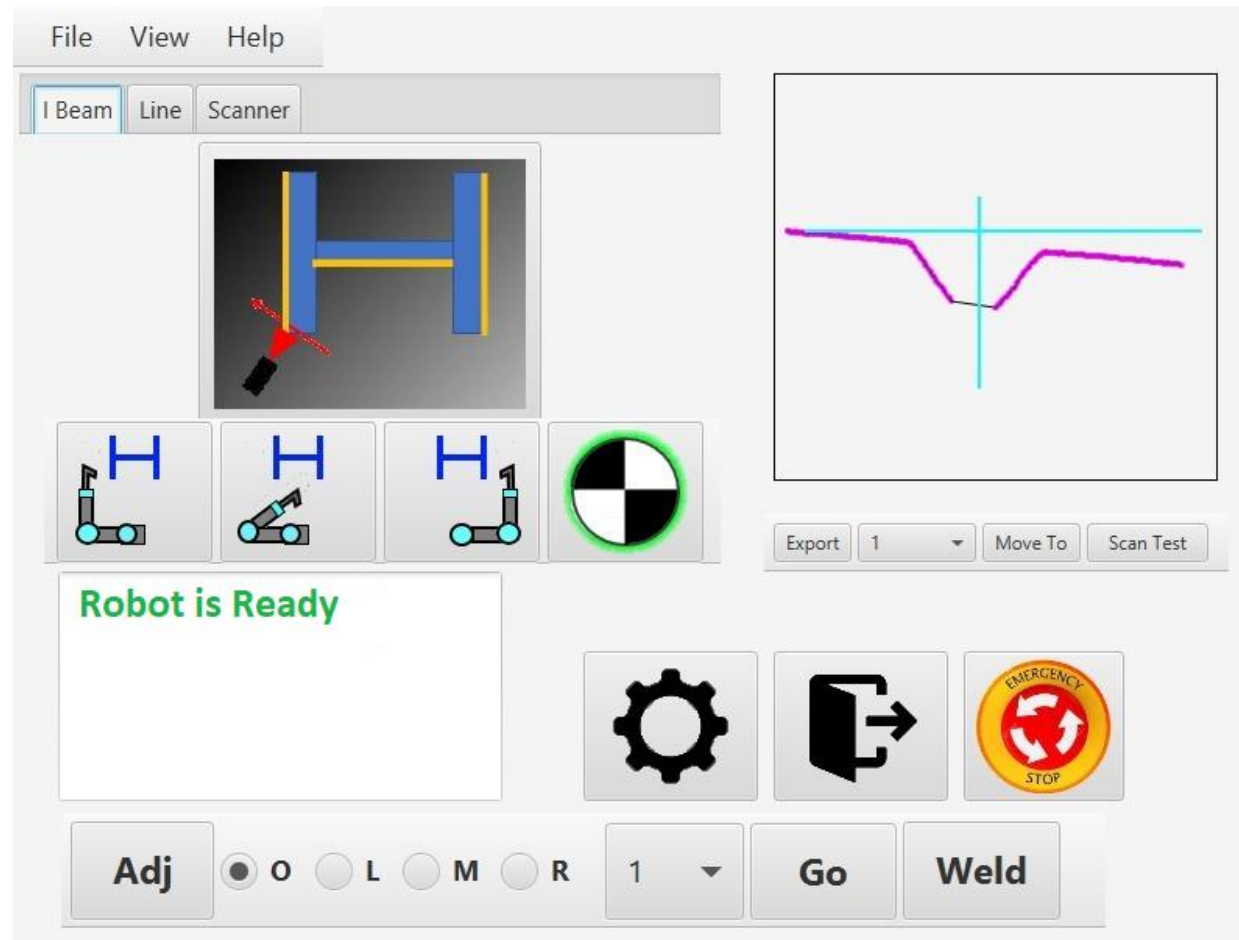 File View Help
I Beam Line Scanner
Export 1 Move To Scan Test
Robot is Ready
EMERGENCY
STOP
Adj O L M R 1 Go Weld